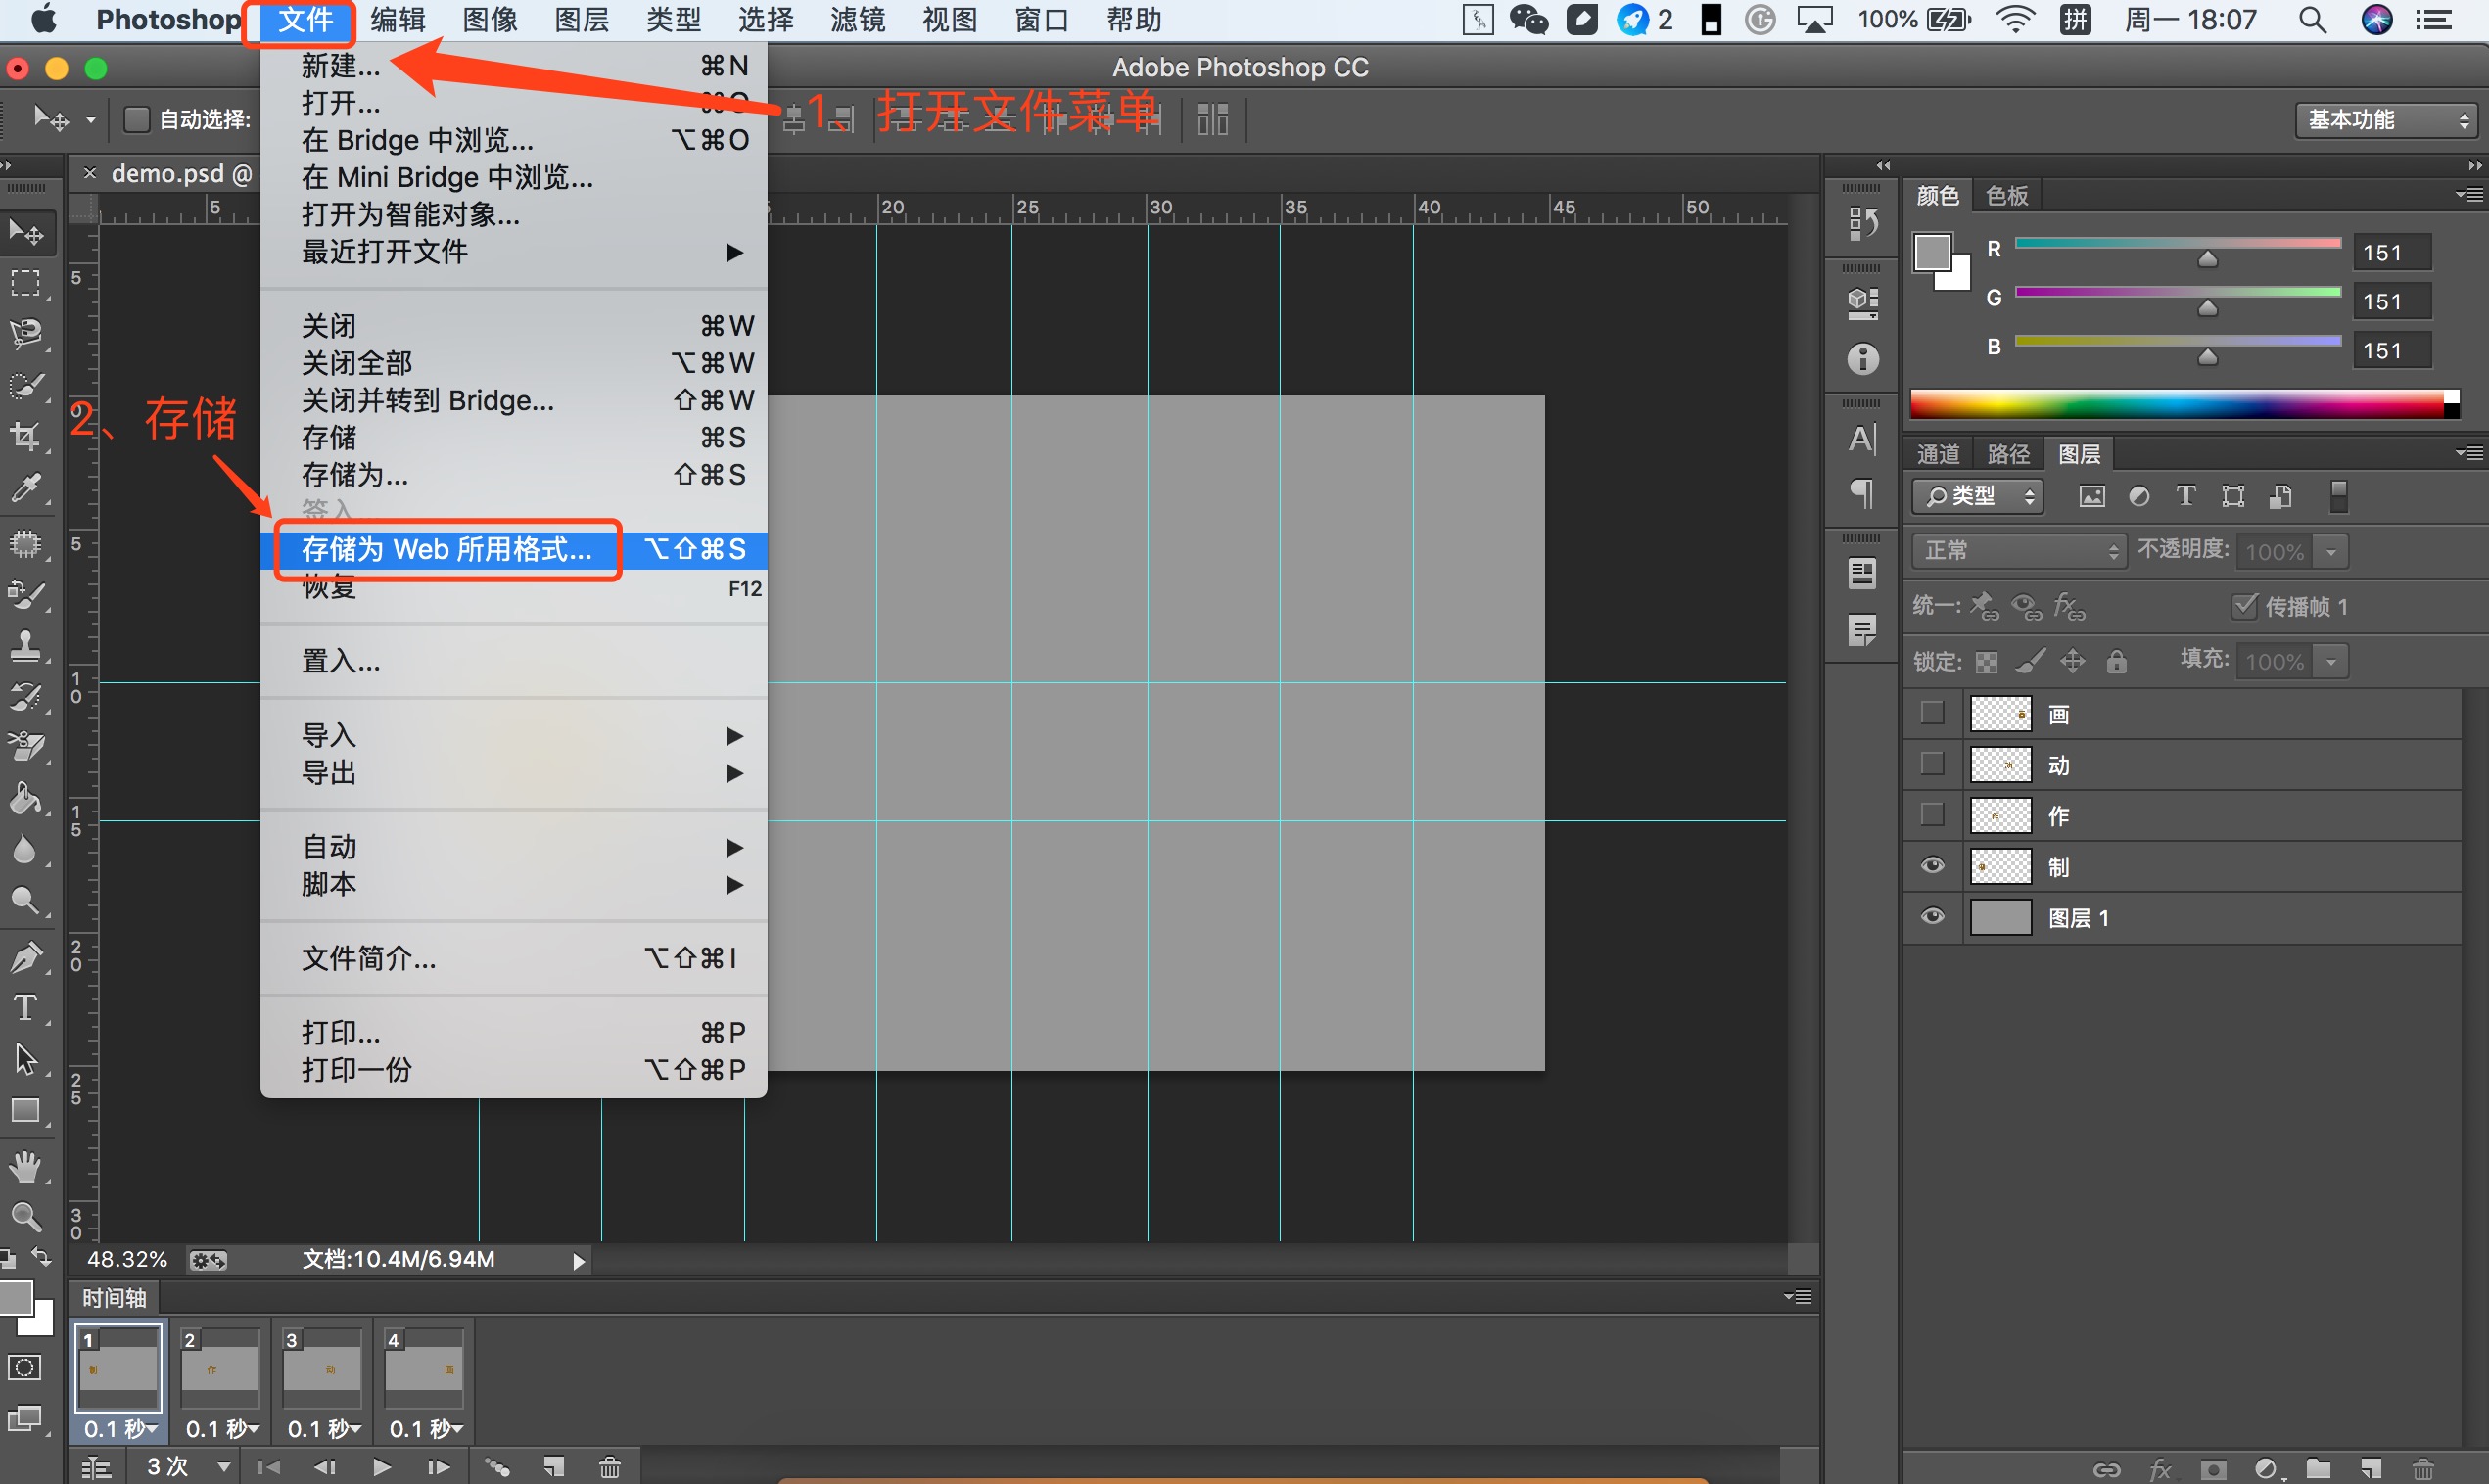 Photoshop 文件 编辑 图像 图层 类型 选择 滤镜 视图 窗口 帮助 2 100% 拼 周一 18:07
Adobe Photoshop CC
自动选择: 1、打开文件菜单 基本功能
demo.psd @
新建... ⌘N
打开... ⌘O
在 Bridge 中浏览... ⌥⌘O
在 Mini Bridge 中浏览...
打开为智能对象...
最近打开文件
关闭 ⌘W
关闭全部 ⌥⌘W
关闭并转到 Bridge... ⇧⌘W
存储 ⌘S
存储为... ⇧⌘S
签入...
存储为 Web 所用格式... ⌥⇧⌘S
恢复 F12
置入...
导入
导出
自动
脚本
文件简介... ⌥⇧⌘I
打印... ⌘P
打印一份 ⌥⇧⌘P
2、存储
5 20 25 30 35 40 45 50
5
0
5
10
15
20
25
30
颜色 色板
R 151
G 151
B 151
通道 路径 图层
类型
正常 不透明度: 100%
统一: 传播帧 1
锁定: 填充: 100%
画
动
作
制
图层 1
48.32% 文档:10.4M/6.94M
时间轴
1 2 3 4
制 作 动 画
0.1 秒 0.1 秒 0.1 秒 0.1 秒
3 次